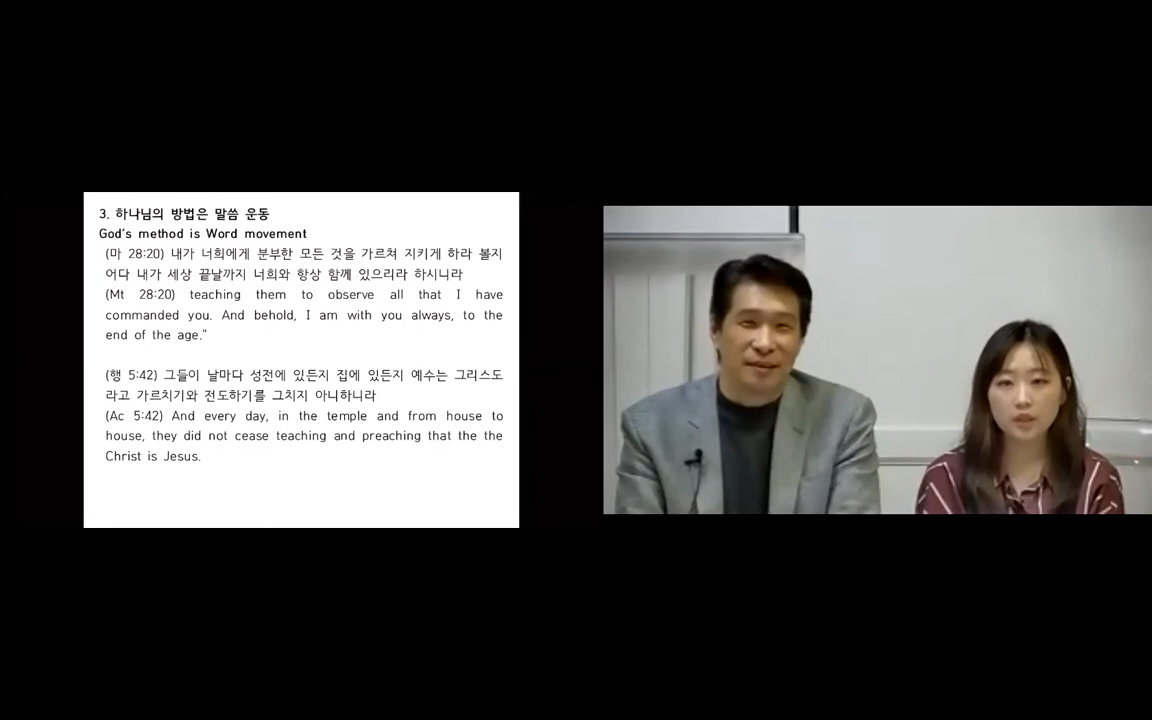 3. 하나님의 방법은 말씀 운동
God's method is Word movement
(마 28:20) 내가 너희에게 분부한 모든 것을 가르쳐 지키게 하라 볼지
어다 내가 세상 끝날까지 너희와 항상 함께 있으리라 하시니라
(Mt 28:20) teaching them to observe all that I have
commanded you. And behold, I am with you always, to the
end of the age."
(행 5:42) 그들이 날마다 성전에 있든지 집에 있든지 예수는 그리스도
라고 가르치기와 전도하기를 그치지 아니하니라
(Ac 5:42) And every day, in the temple and from house to
house, they did not cease teaching and preaching that the the
Christ is Jesus.